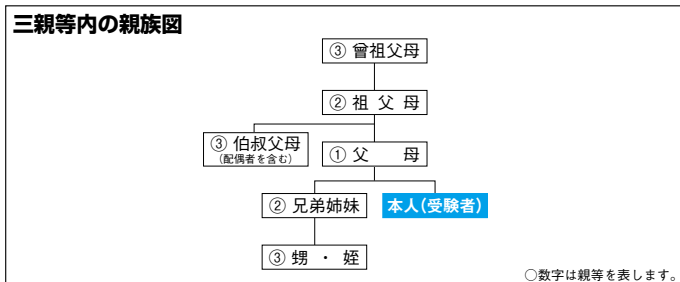 三親等内の親族図
③ 曾祖父母
② 祖 父 母
③ 伯叔父母
(配偶者を含む)
① 父　　母
② 兄弟姉妹
本人(受験者)
③ 甥 ・ 姪
○数字は親等を表します。